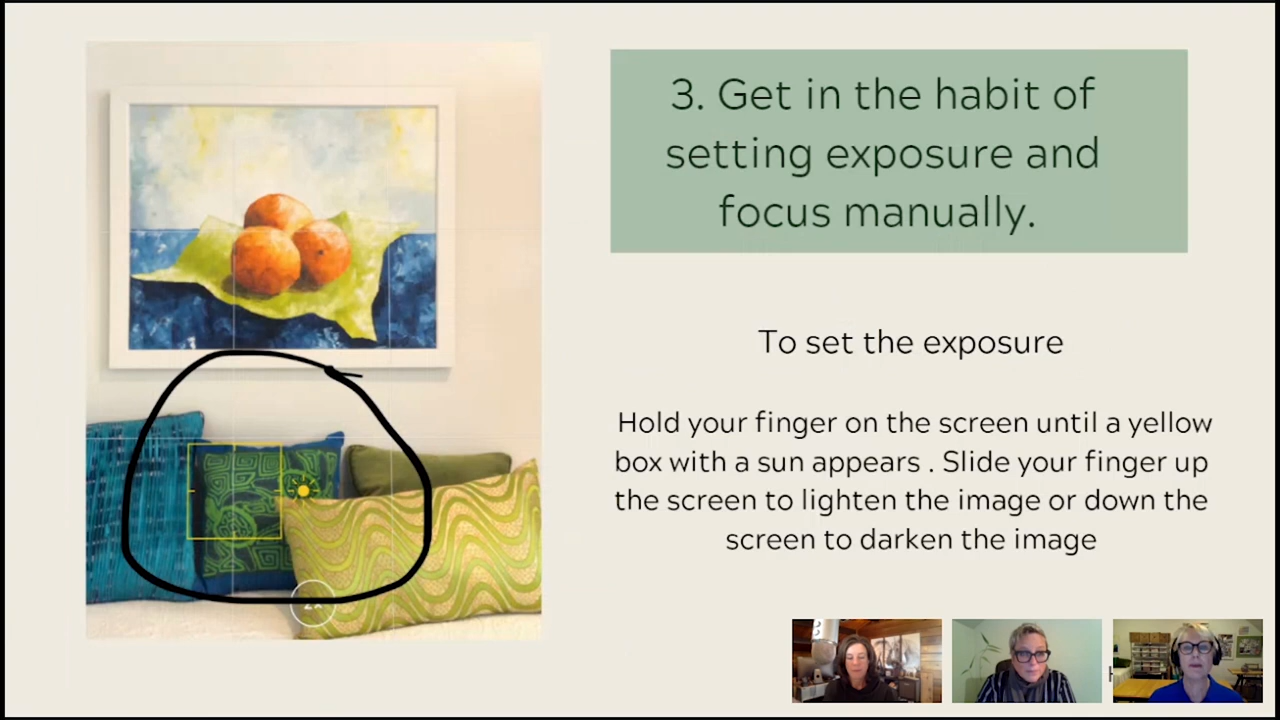 3. Get in the habit of
setting exposure and
focus manually.
To set the exposure
Hold your finger on the screen until a yellow
box with a sun appears . Slide your finger up
the screen to lighten the image or down the
screen to darken the image